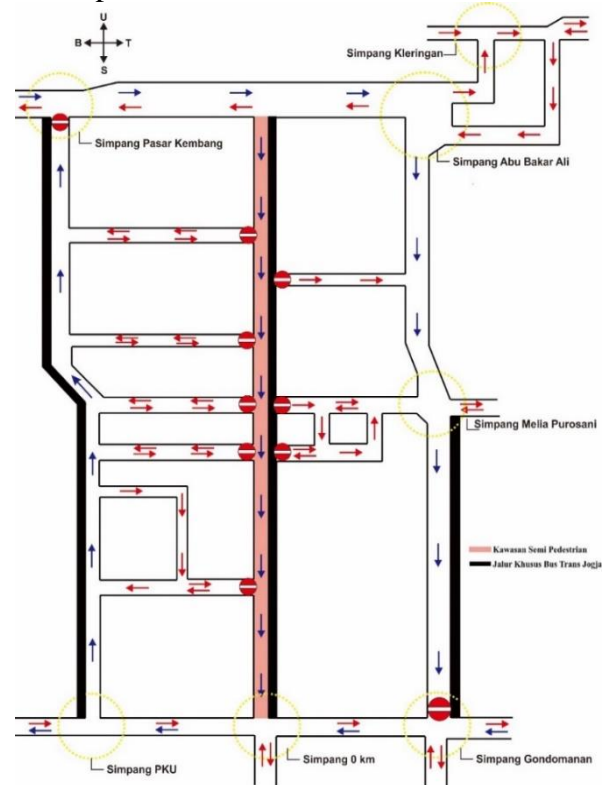 U
B
T
S
Simpang Kleringan
Simpang Pasar Kembang
Simpang Abu Bakar Ali
Simpang Melia Purosani
Kawasan Semi Pedestrian
Jalur Khusus Bus Trans Jogja
Simpang PKU
Simpang 0 km
Simpang Gondomanan